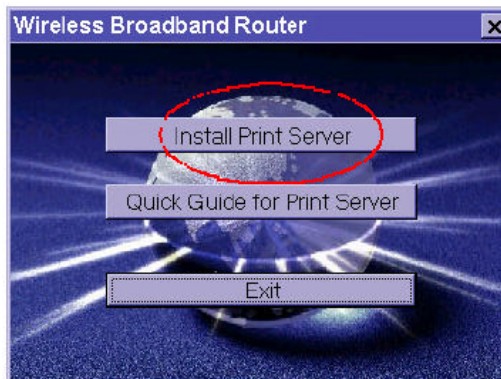 Wireless Broadband Router
Install Print Server
Quick Guide for Print Server
Exit